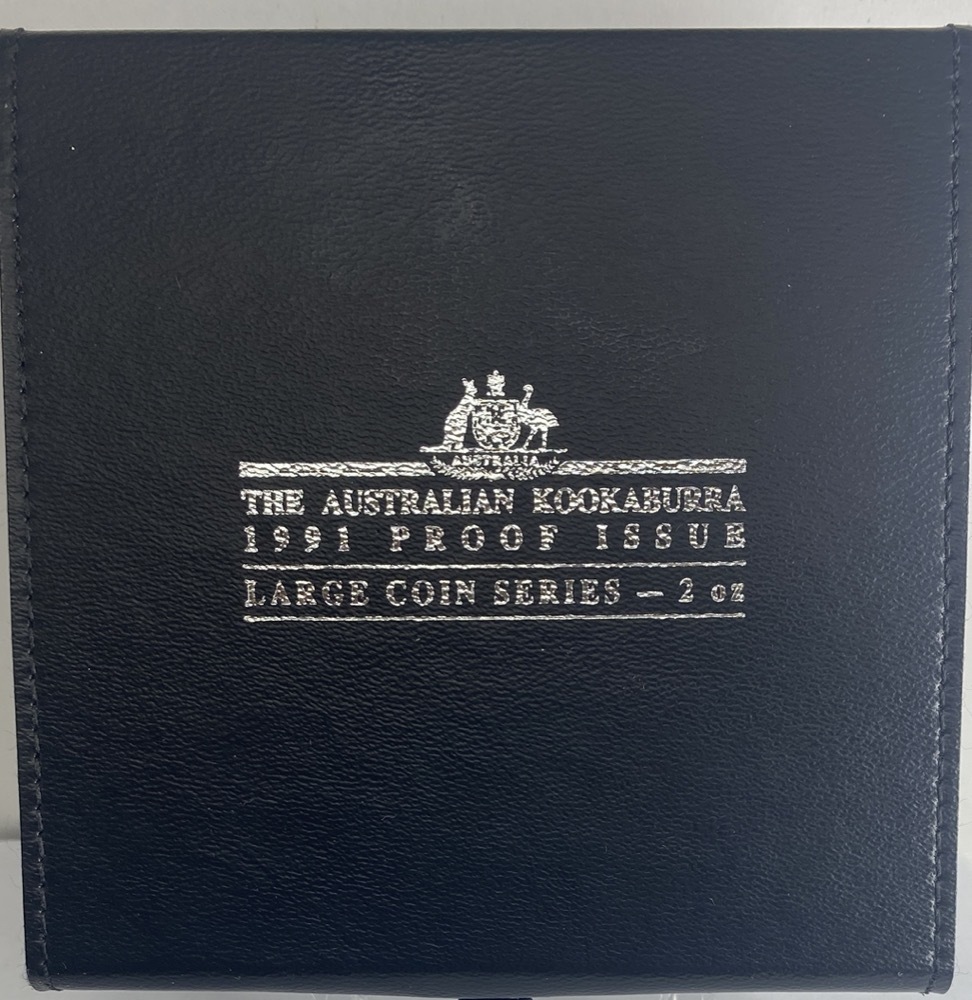 AUSTRALIA
THE AUSTRALIAN KOOKABURRA
1991 PROOF ISSUE
LARGE COIN SERIES — 2 oz